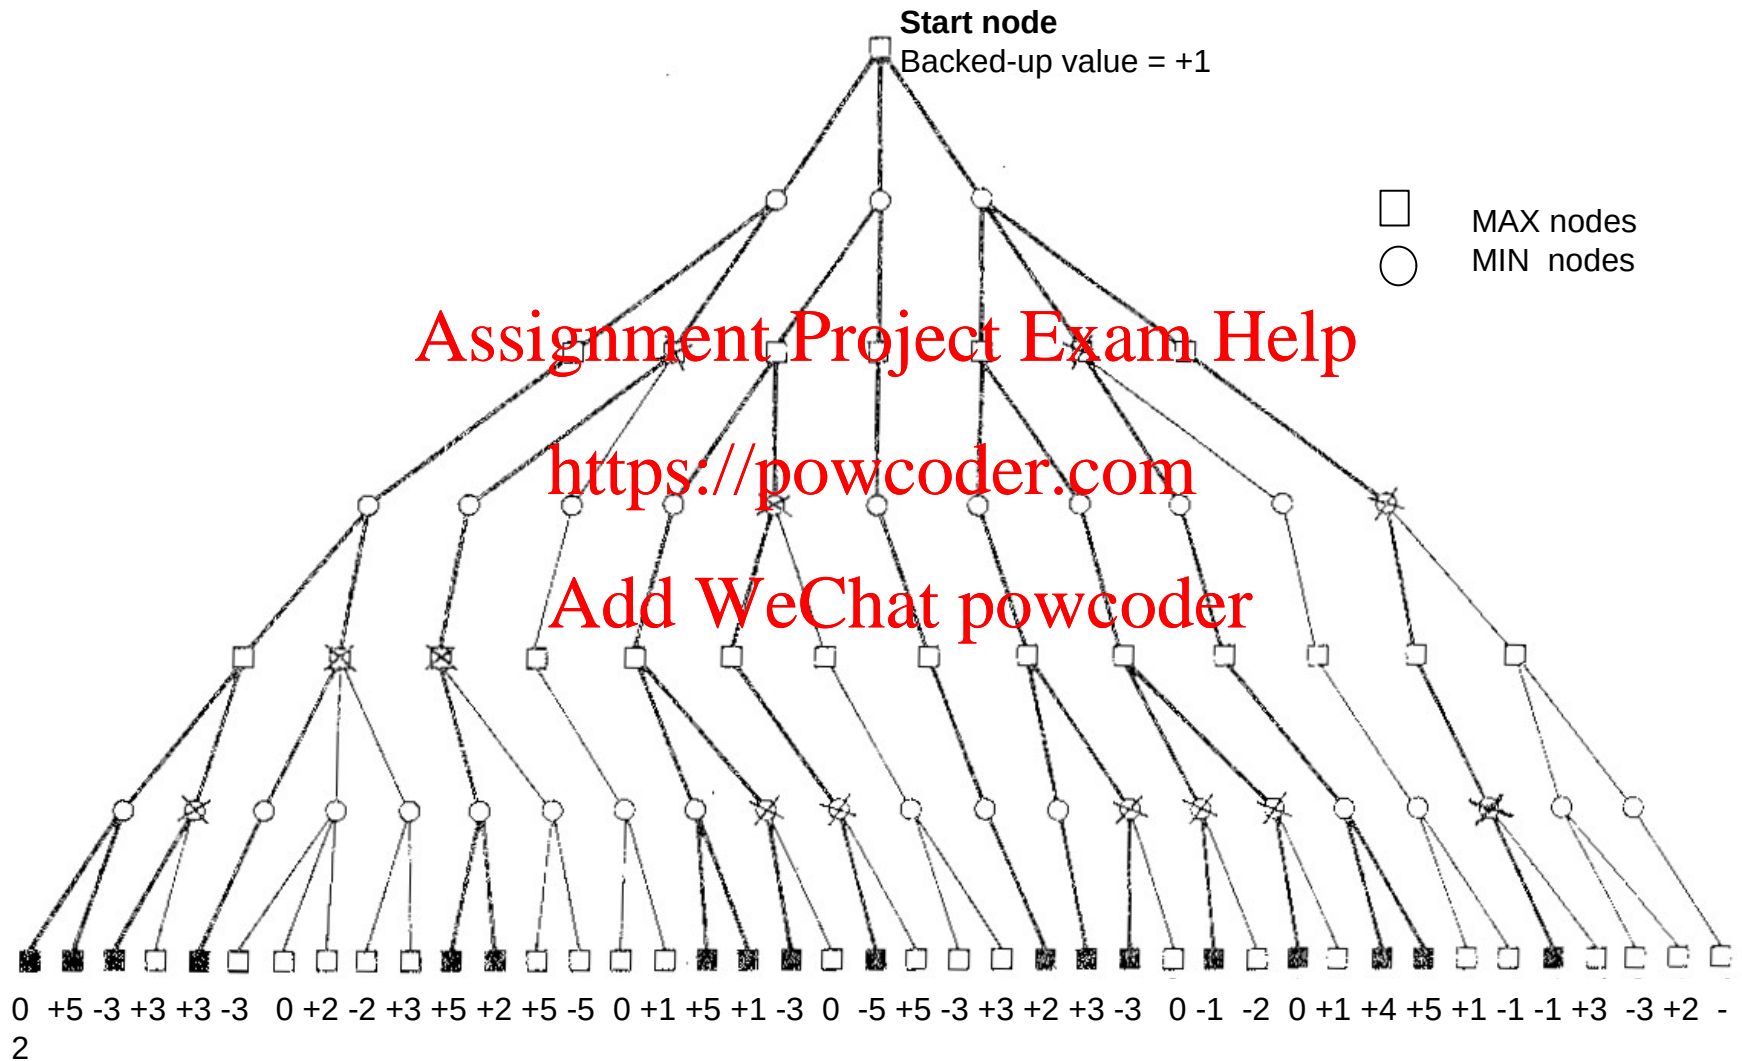 Start node
Backed-up value = +1
MAX nodes
MIN nodes
Assignment Project Exam Help
https://powcoder.com
Add WeChat powcoder
0 +5 -3 +3 +3 -3 0 +2 -2 +3 +5 +2 +5 -5 0 +1 +5 +1 -3 0 -5 +5 -3 +3 +2 +3 -3 0 -1 -2 0 +1 +4 +5 +1 -1 -1 +3 -3 +2 -
2